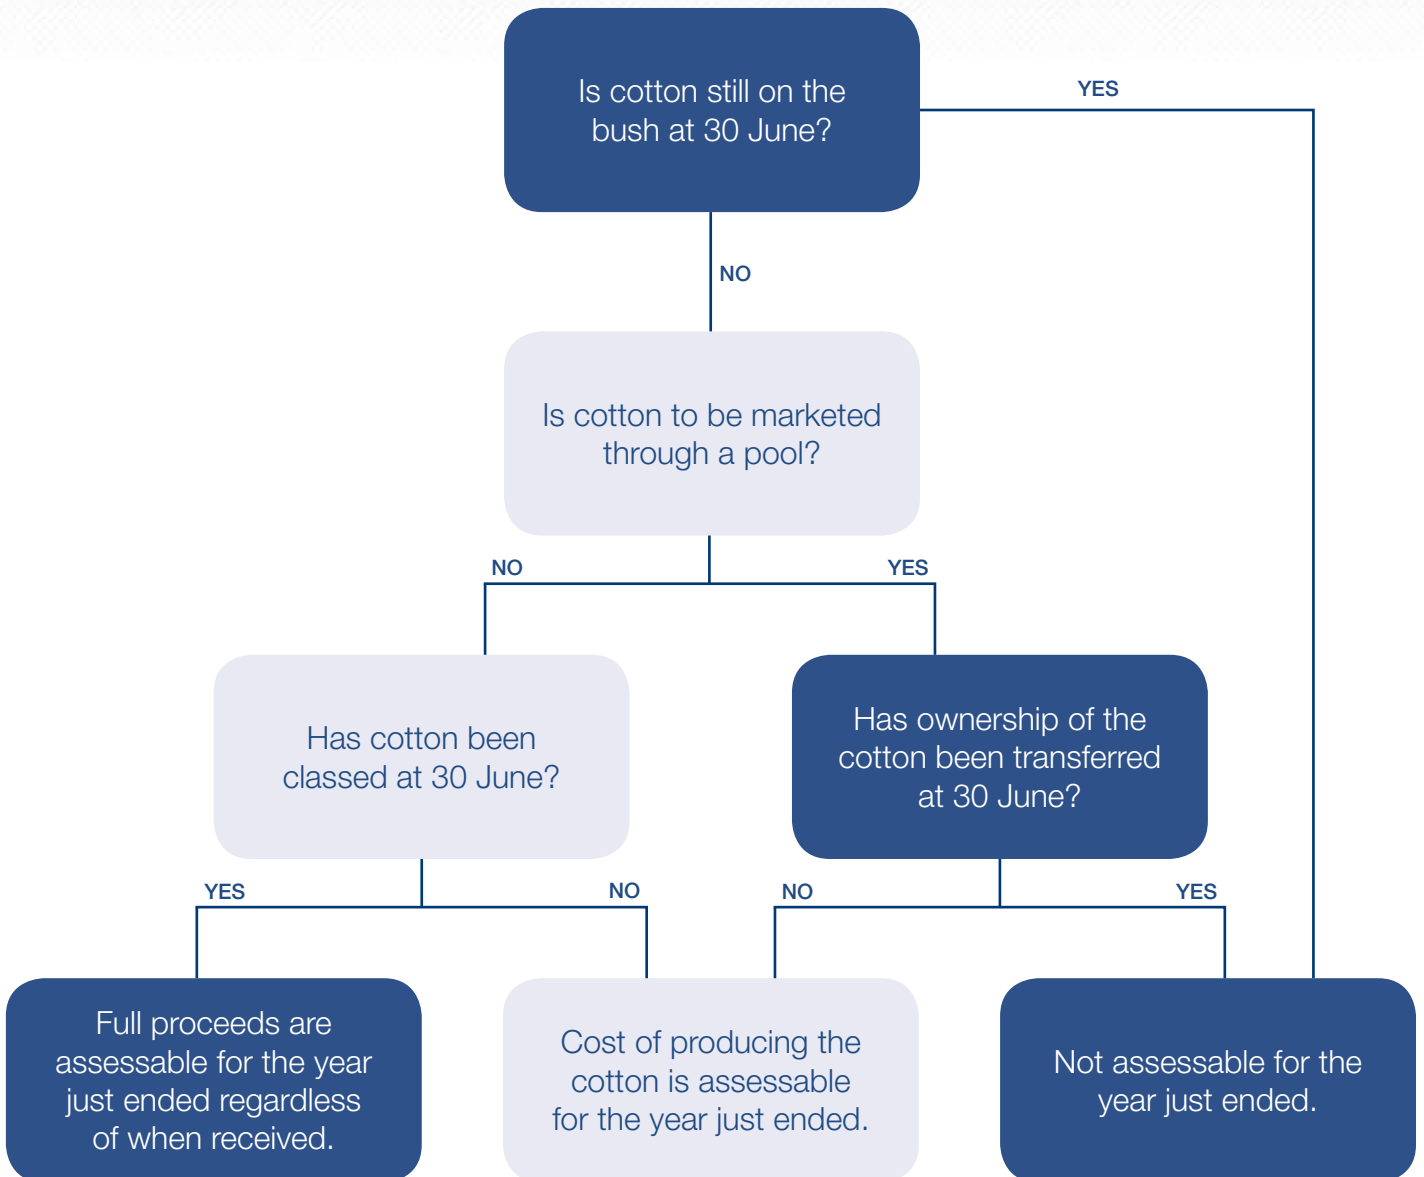 Is cotton still on the
bush at 30 June?
YES
NO
Is cotton to be marketed
through a pool?
NO
YES
Has cotton been
classed at 30 June?
Has ownership of the
cotton been transferred
at 30 June?
YES
NO
NO
YES
Full proceeds are
assessable for the year
just ended regardless
of when received.
Cost of producing the
cotton is assessable
for the year just ended.
Not assessable for the
year just ended.